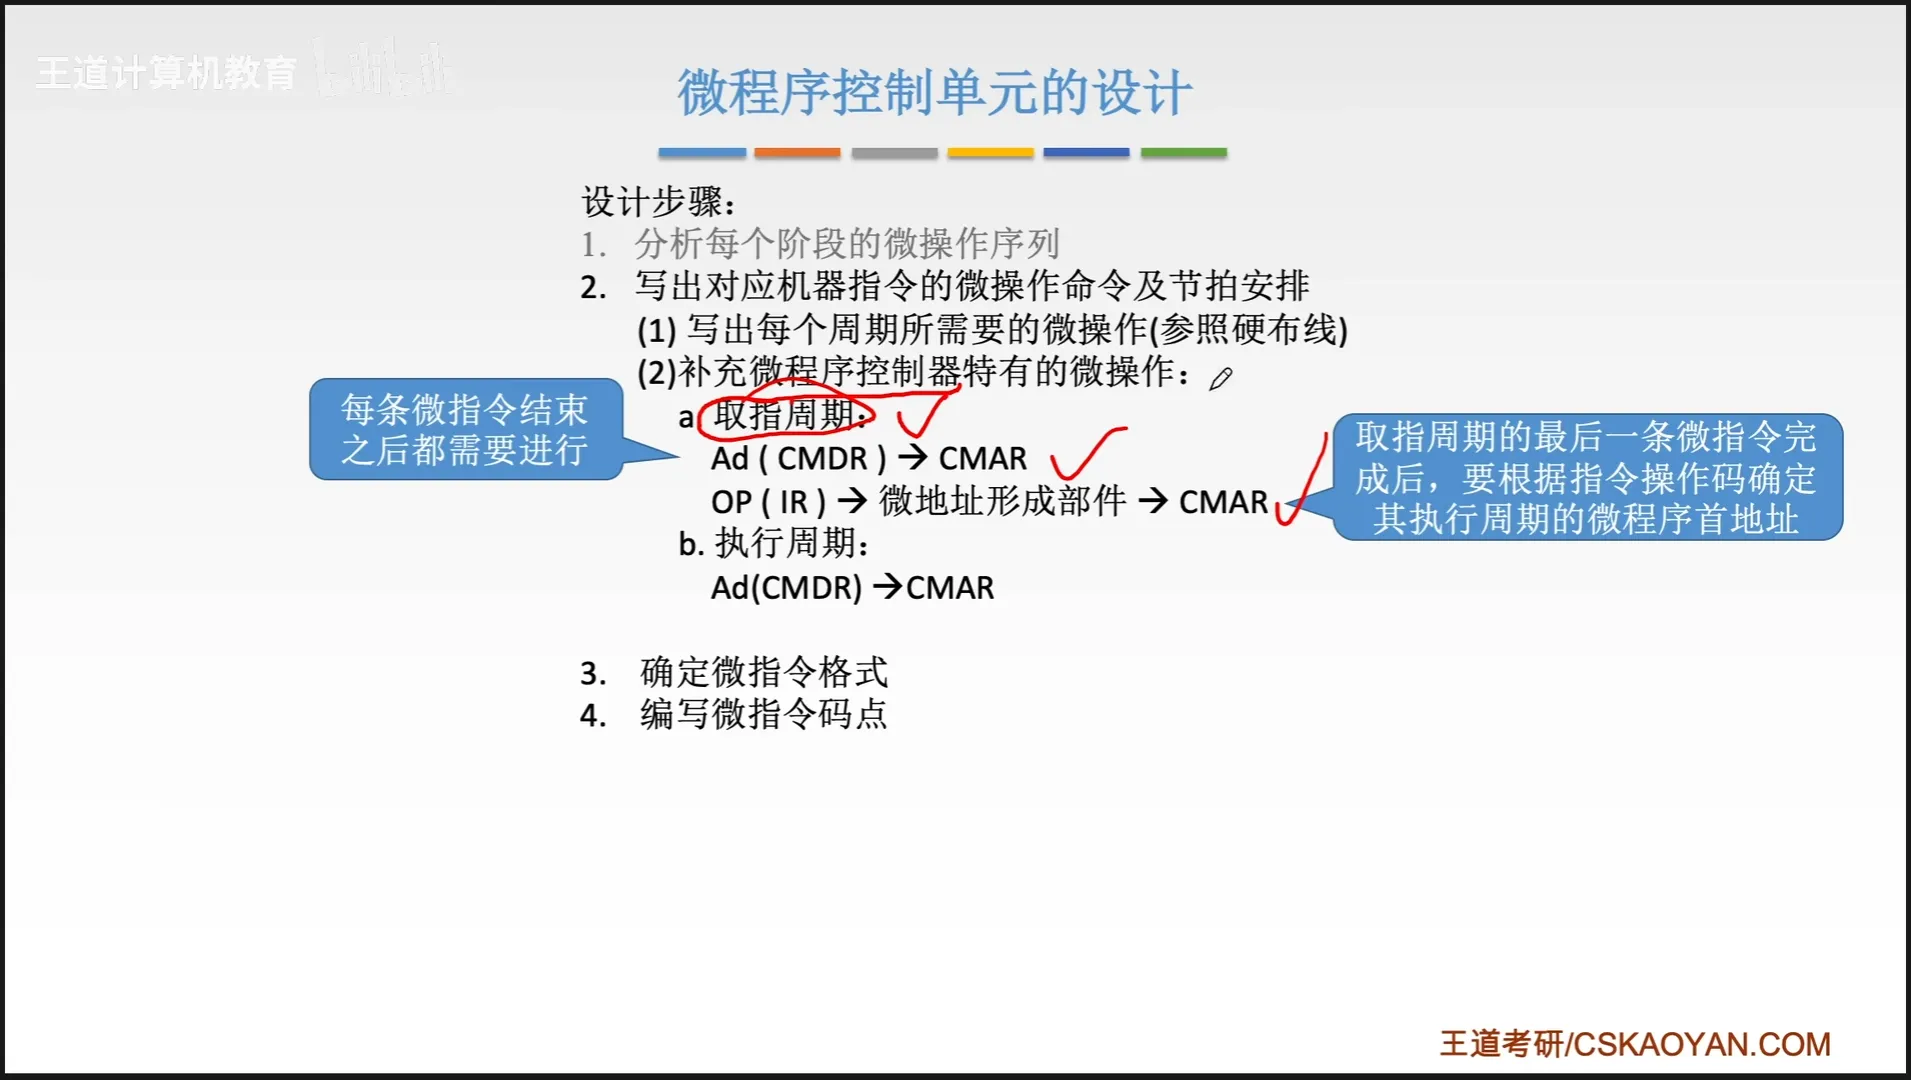 王道计算机教育 bilibili
微程序控制单元的设计
设计步骤：
1. 分析每个阶段的微操作序列
2. 写出对应机器指令的微操作命令及节拍安排
(1) 写出每个周期所需要的微操作(参照硬布线)
(2)补充微程序控制器特有的微操作：
每条微指令结束
之后都需要进行
a 取指周期：
Ad ( CMDR ) → CMAR
OP ( IR ) → 微地址形成部件 → CMAR
取指周期的最后一条微指令完
成后，要根据指令操作码确定
其执行周期的微程序首地址
b. 执行周期：
Ad(CMDR) →CMAR
3. 确定微指令格式
4. 编写微指令码点
王道考研/CSKAOYAN.COM